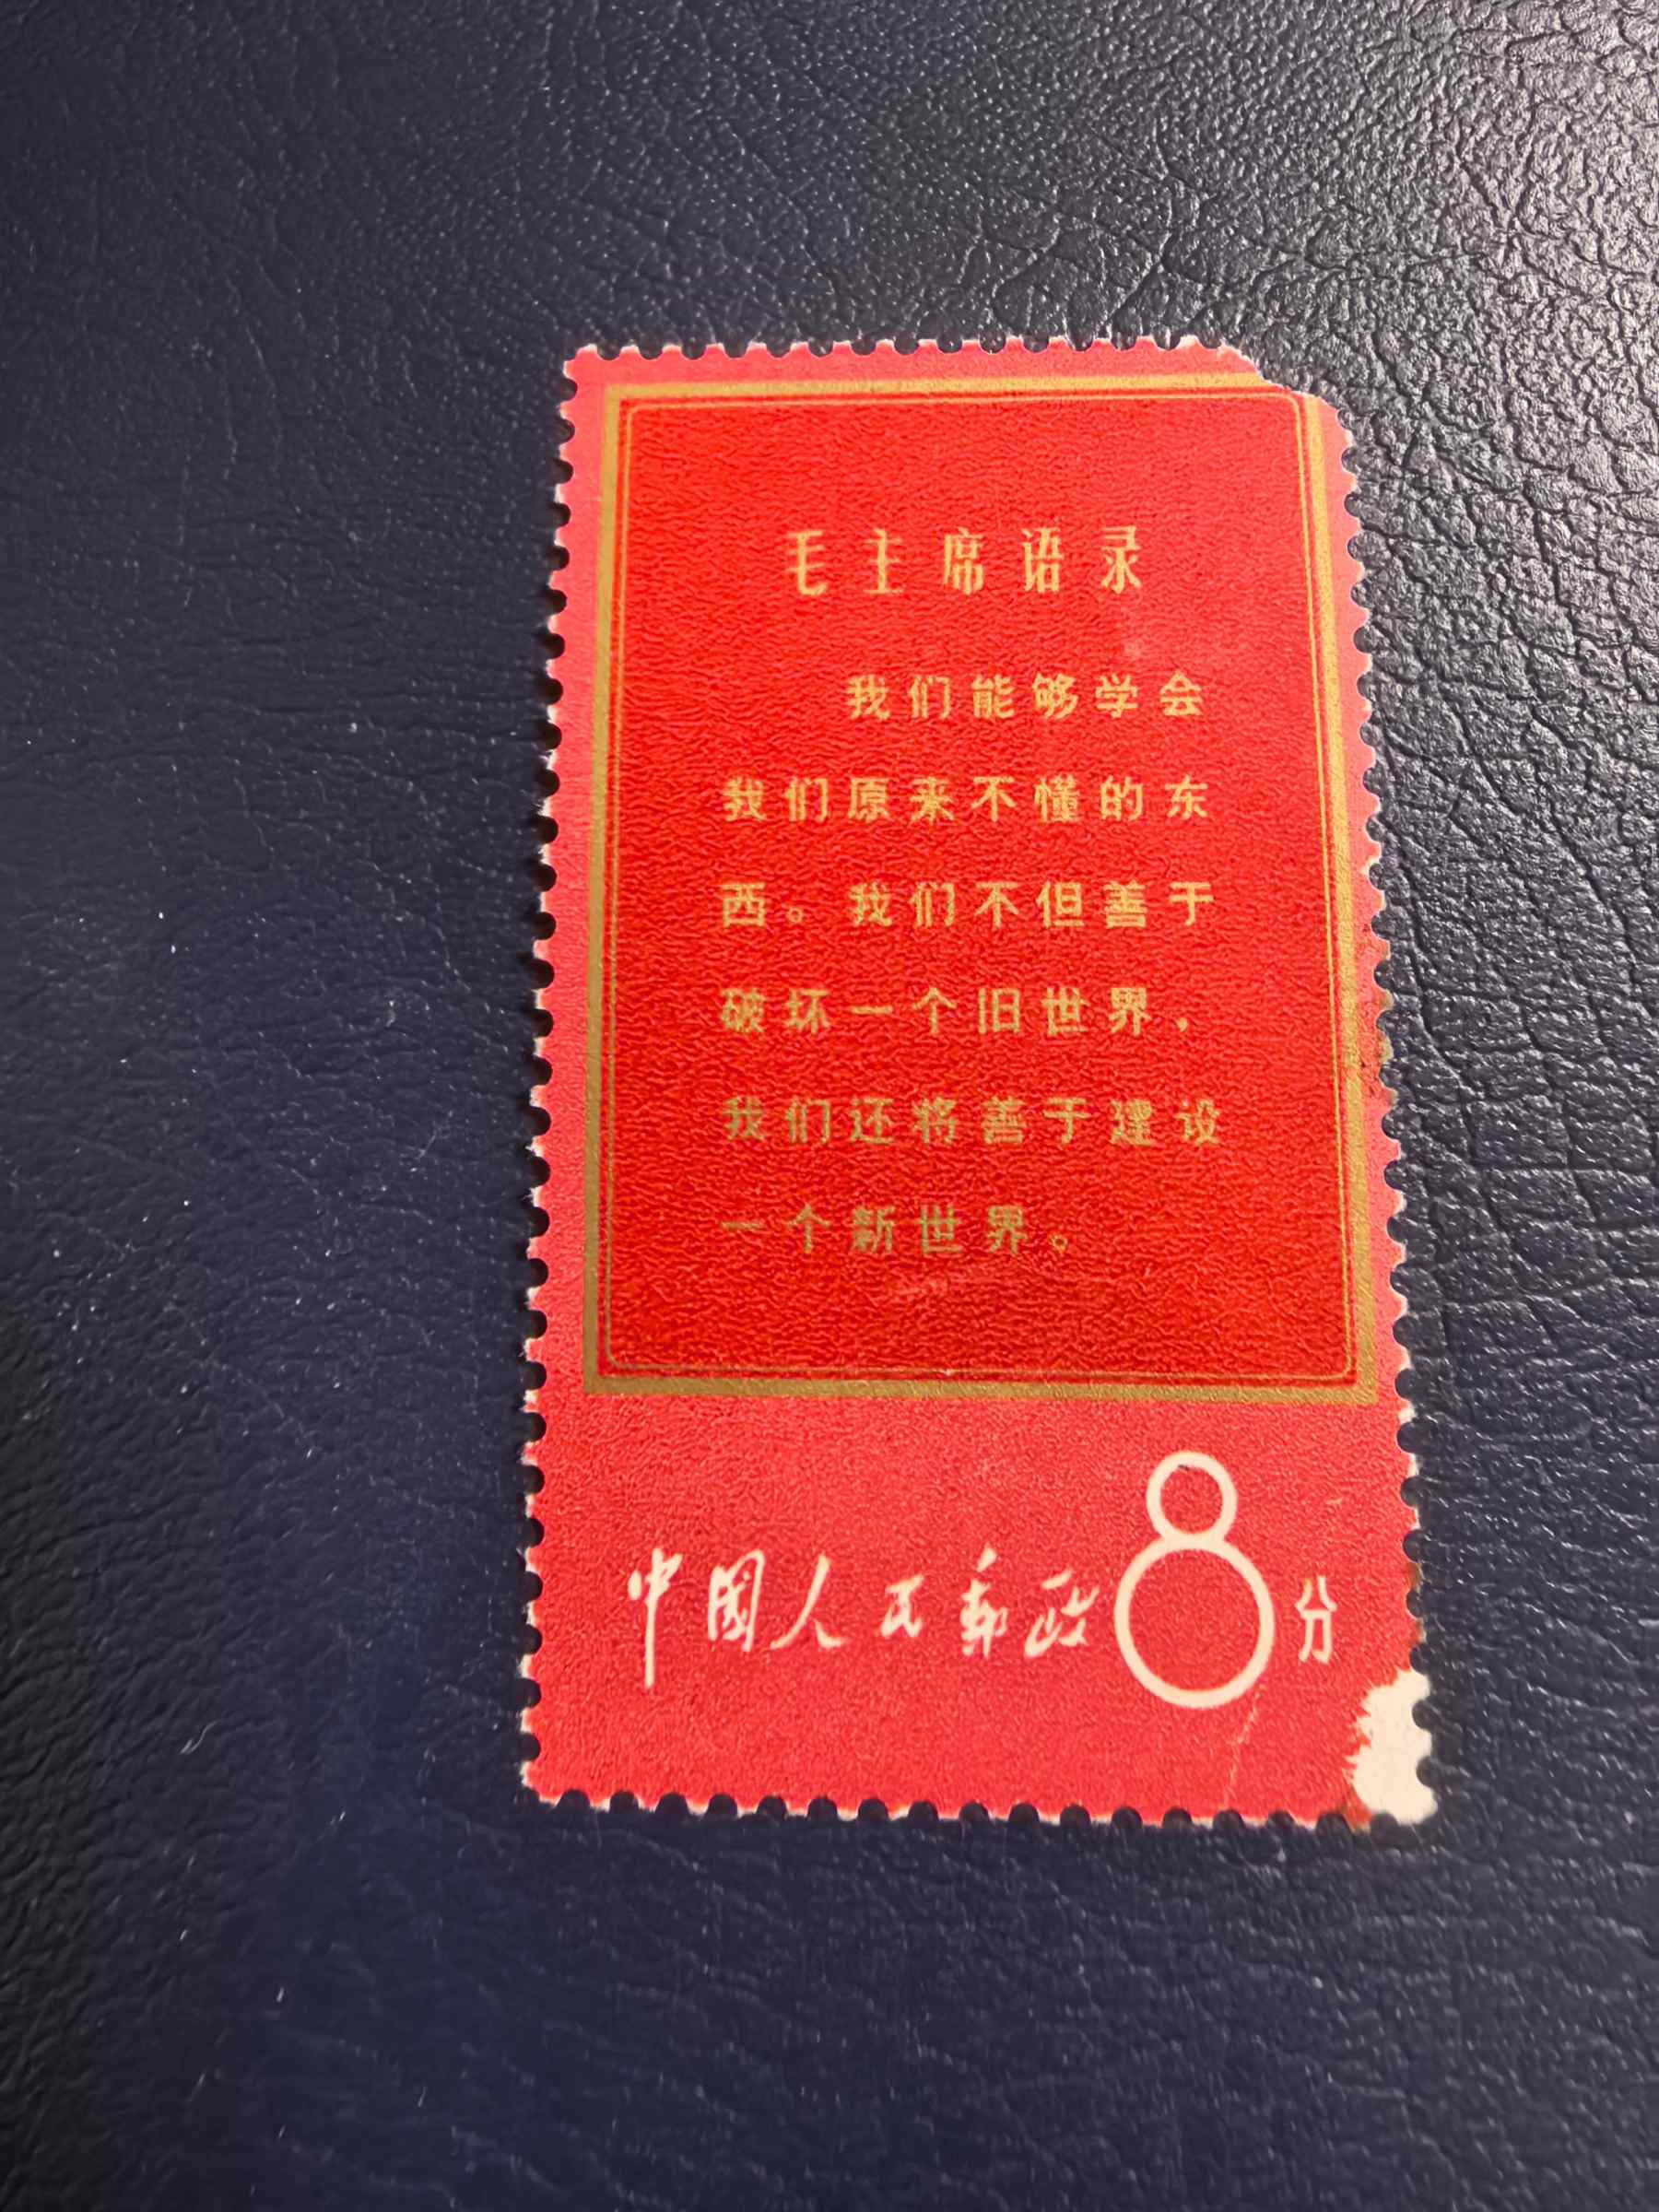 毛主席语录
我们能够学会
我们原来不懂的东
西。我们不但善于
破坏一个旧世界，
我们还将善于建设
一个新世界。
中國人民郵政8分